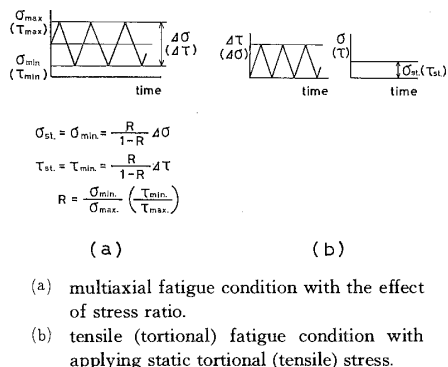 σmax
(τmax)
σmin
(τmin)
Δσ
(Δτ)
time
Δτ
(Δσ)
time
σ
(τ)
σst.(τst.)
time
σst. = σmin. = R/1-R Δσ
τst. = τmin. = R/1-R Δτ
R = σmin./σmax. (τmin./τmax.)
(a)
(b)
(a) multiaxial fatigue condition with the effect
of stress ratio.
(b) tensile (tortional) fatigue condition with
applying static tortional (tensile) stress.